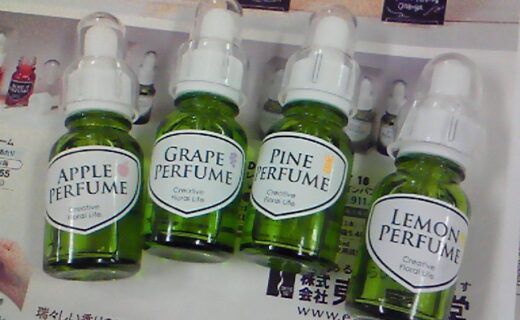 APPLE
PERFUME
Creative
Floral Life.
GRAPE
PERFUME
Creative
Floral Life.
PINE
PERFUME
Creative
Floral Life.
LEMON
PERFUME
Creative
Floral Life.
株式
会社